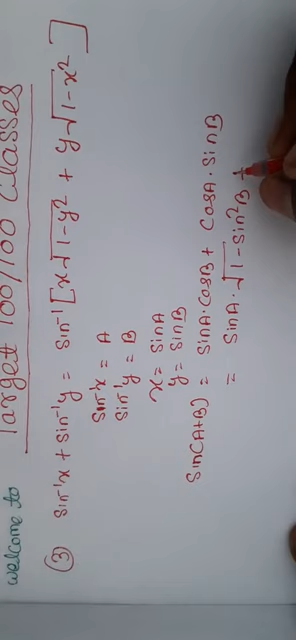 welcome to Target 100/100 Classes
(3) Sin⁻¹x + Sin⁻¹y = Sin⁻¹[x√1-y² + y√1-x²]
Sin⁻¹x = A
Sin⁻¹y = B
x = SinA
y = SinB
Sin(A+B) = SinA.CosB + CosA.SinB
= SinA.√1-Sin²B +